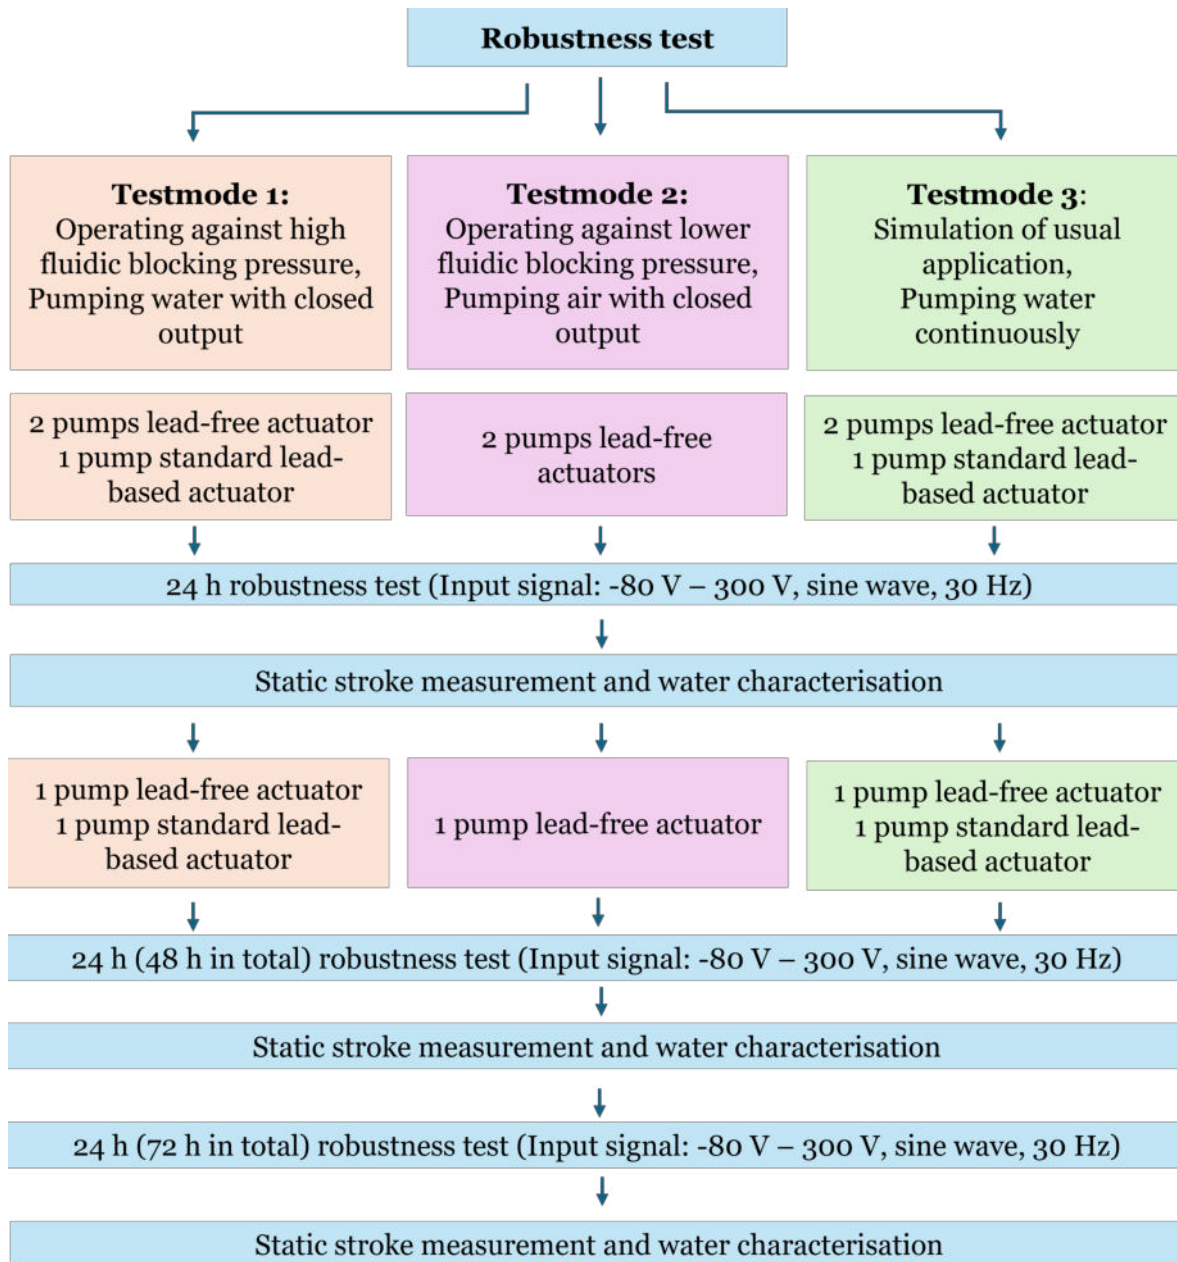 Robustness test
Testmode 1:
Operating against high
fluidic blocking pressure,
Pumping water with closed
output
Testmode 2:
Operating against lower
fluidic blocking pressure,
Pumping air with closed
output
Testmode 3:
Simulation of usual
application,
Pumping water
continuously
2 pumps lead-free actuator
1 pump standard lead-
based actuator
2 pumps lead-free
actuators
2 pumps lead-free actuator
1 pump standard lead-
based actuator
24 h robustness test (Input signal: -80 V – 300 V, sine wave, 30 Hz)
Static stroke measurement and water characterisation
1 pump lead-free actuator
1 pump standard lead-
based actuator
1 pump lead-free actuator
1 pump lead-free actuator
1 pump standard lead-
based actuator
24 h (48 h in total) robustness test (Input signal: -80 V – 300 V, sine wave, 30 Hz)
Static stroke measurement and water characterisation
24 h (72 h in total) robustness test (Input signal: -80 V – 300 V, sine wave, 30 Hz)
Static stroke measurement and water characterisation